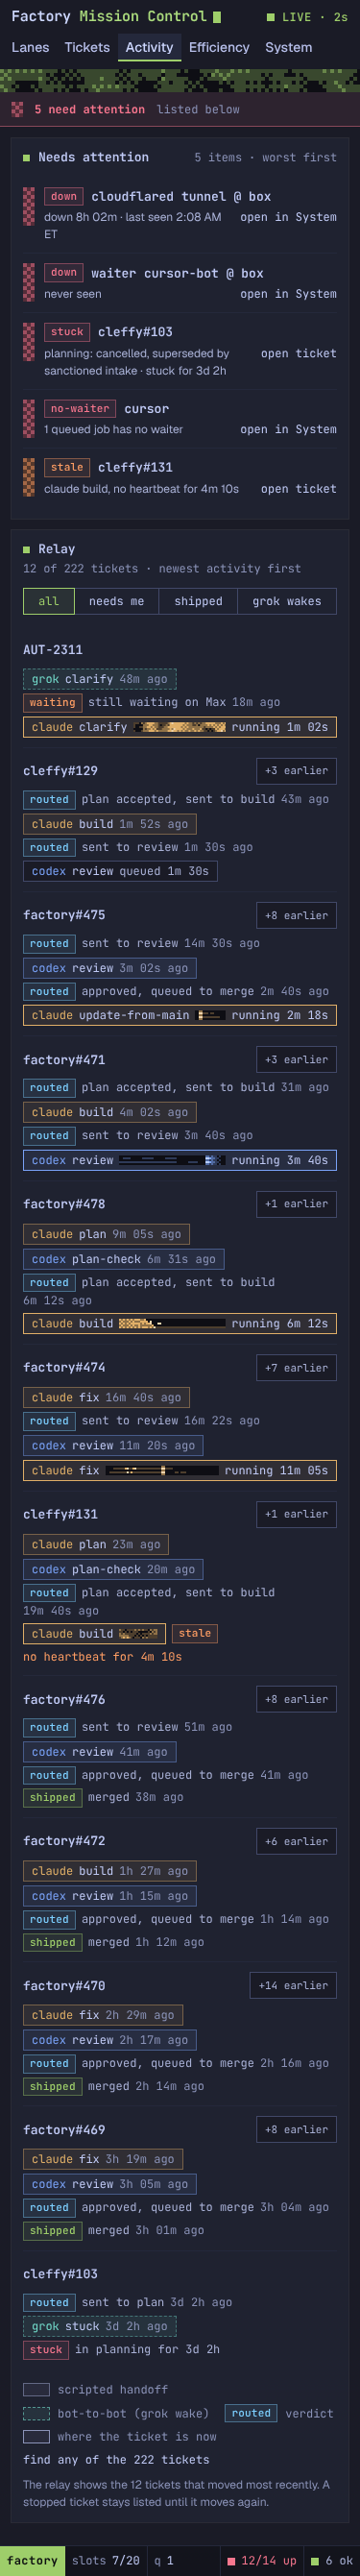 Factory Mission Control LIVE · 2s
Lanes Tickets Activity Efficiency System
5 need attention listed below
Needs attention 5 items · worst first
down cloudflared tunnel @ box
down 8h 02m · last seen 2:08 AM open in System
ET
down waiter cursor-bot @ box
never seen open in System
stuck cleffy#103
planning: cancelled, superseded by open ticket
sanctioned intake · stuck for 3d 2h
no-waiter cursor
1 queued job has no waiter open in System
stale cleffy#131
claude build, no heartbeat for 4m 10s open ticket
Relay
12 of 222 tickets · newest activity first
all needs me shipped grok wakes
AUT-2311
grok clarify 48m ago
waiting still waiting on Max 18m ago
claude clarify running 1m 02s
cleffy#129 +3 earlier
routed plan accepted, sent to build 43m ago
claude build 1m 52s ago
routed sent to review 1m 30s ago
codex review queued 1m 30s
factory#475 +8 earlier
routed sent to review 14m 30s ago
codex review 3m 02s ago
routed approved, queued to merge 2m 40s ago
claude update-from-main running 2m 18s
factory#471 +3 earlier
routed plan accepted, sent to build 31m ago
claude build 4m 02s ago
routed sent to review 3m 40s ago
codex review running 3m 40s
factory#478 +1 earlier
claude plan 9m 05s ago
codex plan-check 6m 31s ago
routed plan accepted, sent to build
6m 12s ago
claude build running 6m 12s
factory#474 +7 earlier
claude fix 16m 40s ago
routed sent to review 16m 22s ago
codex review 11m 20s ago
claude fix running 11m 05s
cleffy#131 +1 earlier
claude plan 23m ago
codex plan-check 20m ago
routed plan accepted, sent to build
19m 40s ago
claude build stale
no heartbeat for 4m 10s
factory#476 +8 earlier
routed sent to review 51m ago
codex review 41m ago
routed approved, queued to merge 41m ago
shipped merged 38m ago
factory#472 +6 earlier
claude build 1h 27m ago
codex review 1h 15m ago
routed approved, queued to merge 1h 14m ago
shipped merged 1h 12m ago
factory#470 +14 earlier
claude fix 2h 29m ago
codex review 2h 17m ago
routed approved, queued to merge 2h 16m ago
shipped merged 2h 14m ago
factory#469 +8 earlier
claude fix 3h 19m ago
codex review 3h 05m ago
routed approved, queued to merge 3h 04m ago
shipped merged 3h 01m ago
cleffy#103
routed sent to plan 3d 2h ago
grok stuck 3d 2h ago
stuck in planning for 3d 2h
scripted handoff
bot-to-bot (grok wake) routed verdict
where the ticket is now
find any of the 222 tickets
The relay shows the 12 tickets that moved most recently. A
stopped ticket stays listed until it moves again.
factory slots 7/20 q 1 12/14 up 6 ok